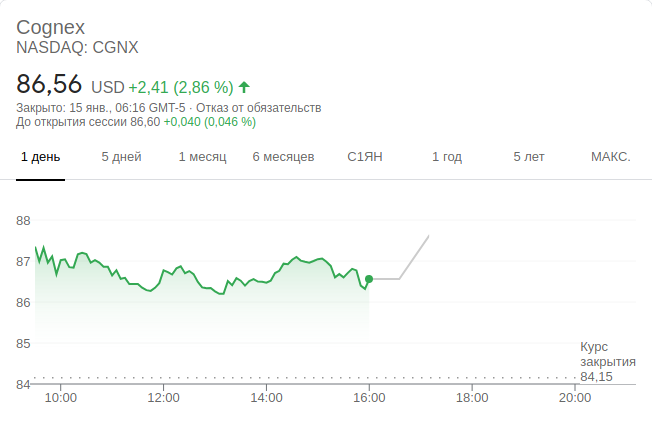 Cognex
NASDAQ: CGNX
86,56 USD +2,41 (2,86 %)
Закрыто: 15 янв., 06:16 GMT-5 · Отказ от обязательств
До открытия сессии 86,60 +0,040 (0,046 %)
1 день 5 дней 1 месяц 6 месяцев С1ЯН 1 год 5 лет МАКС.
88
87
86
85
Курс
закрытия
84,15
84
10:00 12:00 14:00 16:00 18:00 20:00